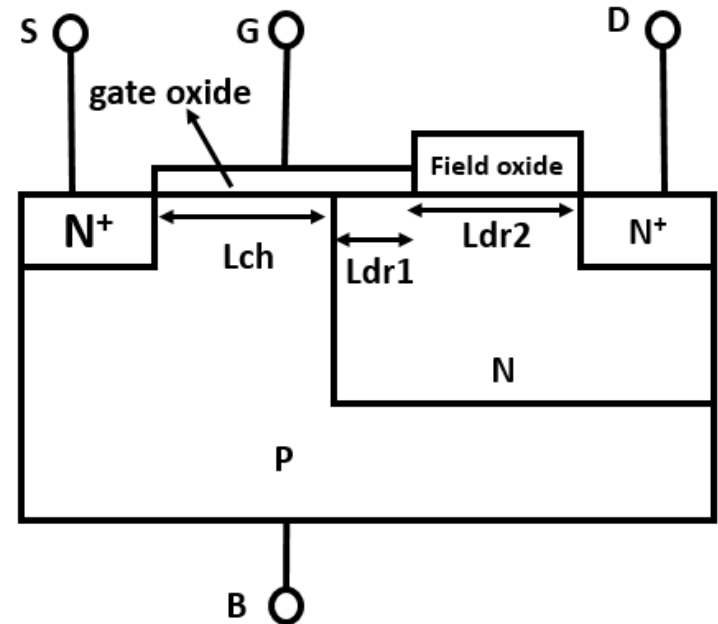 S
G
D
gate oxide
Field oxide
N+
Lch
Ldr1
Ldr2
N+
N
P
B